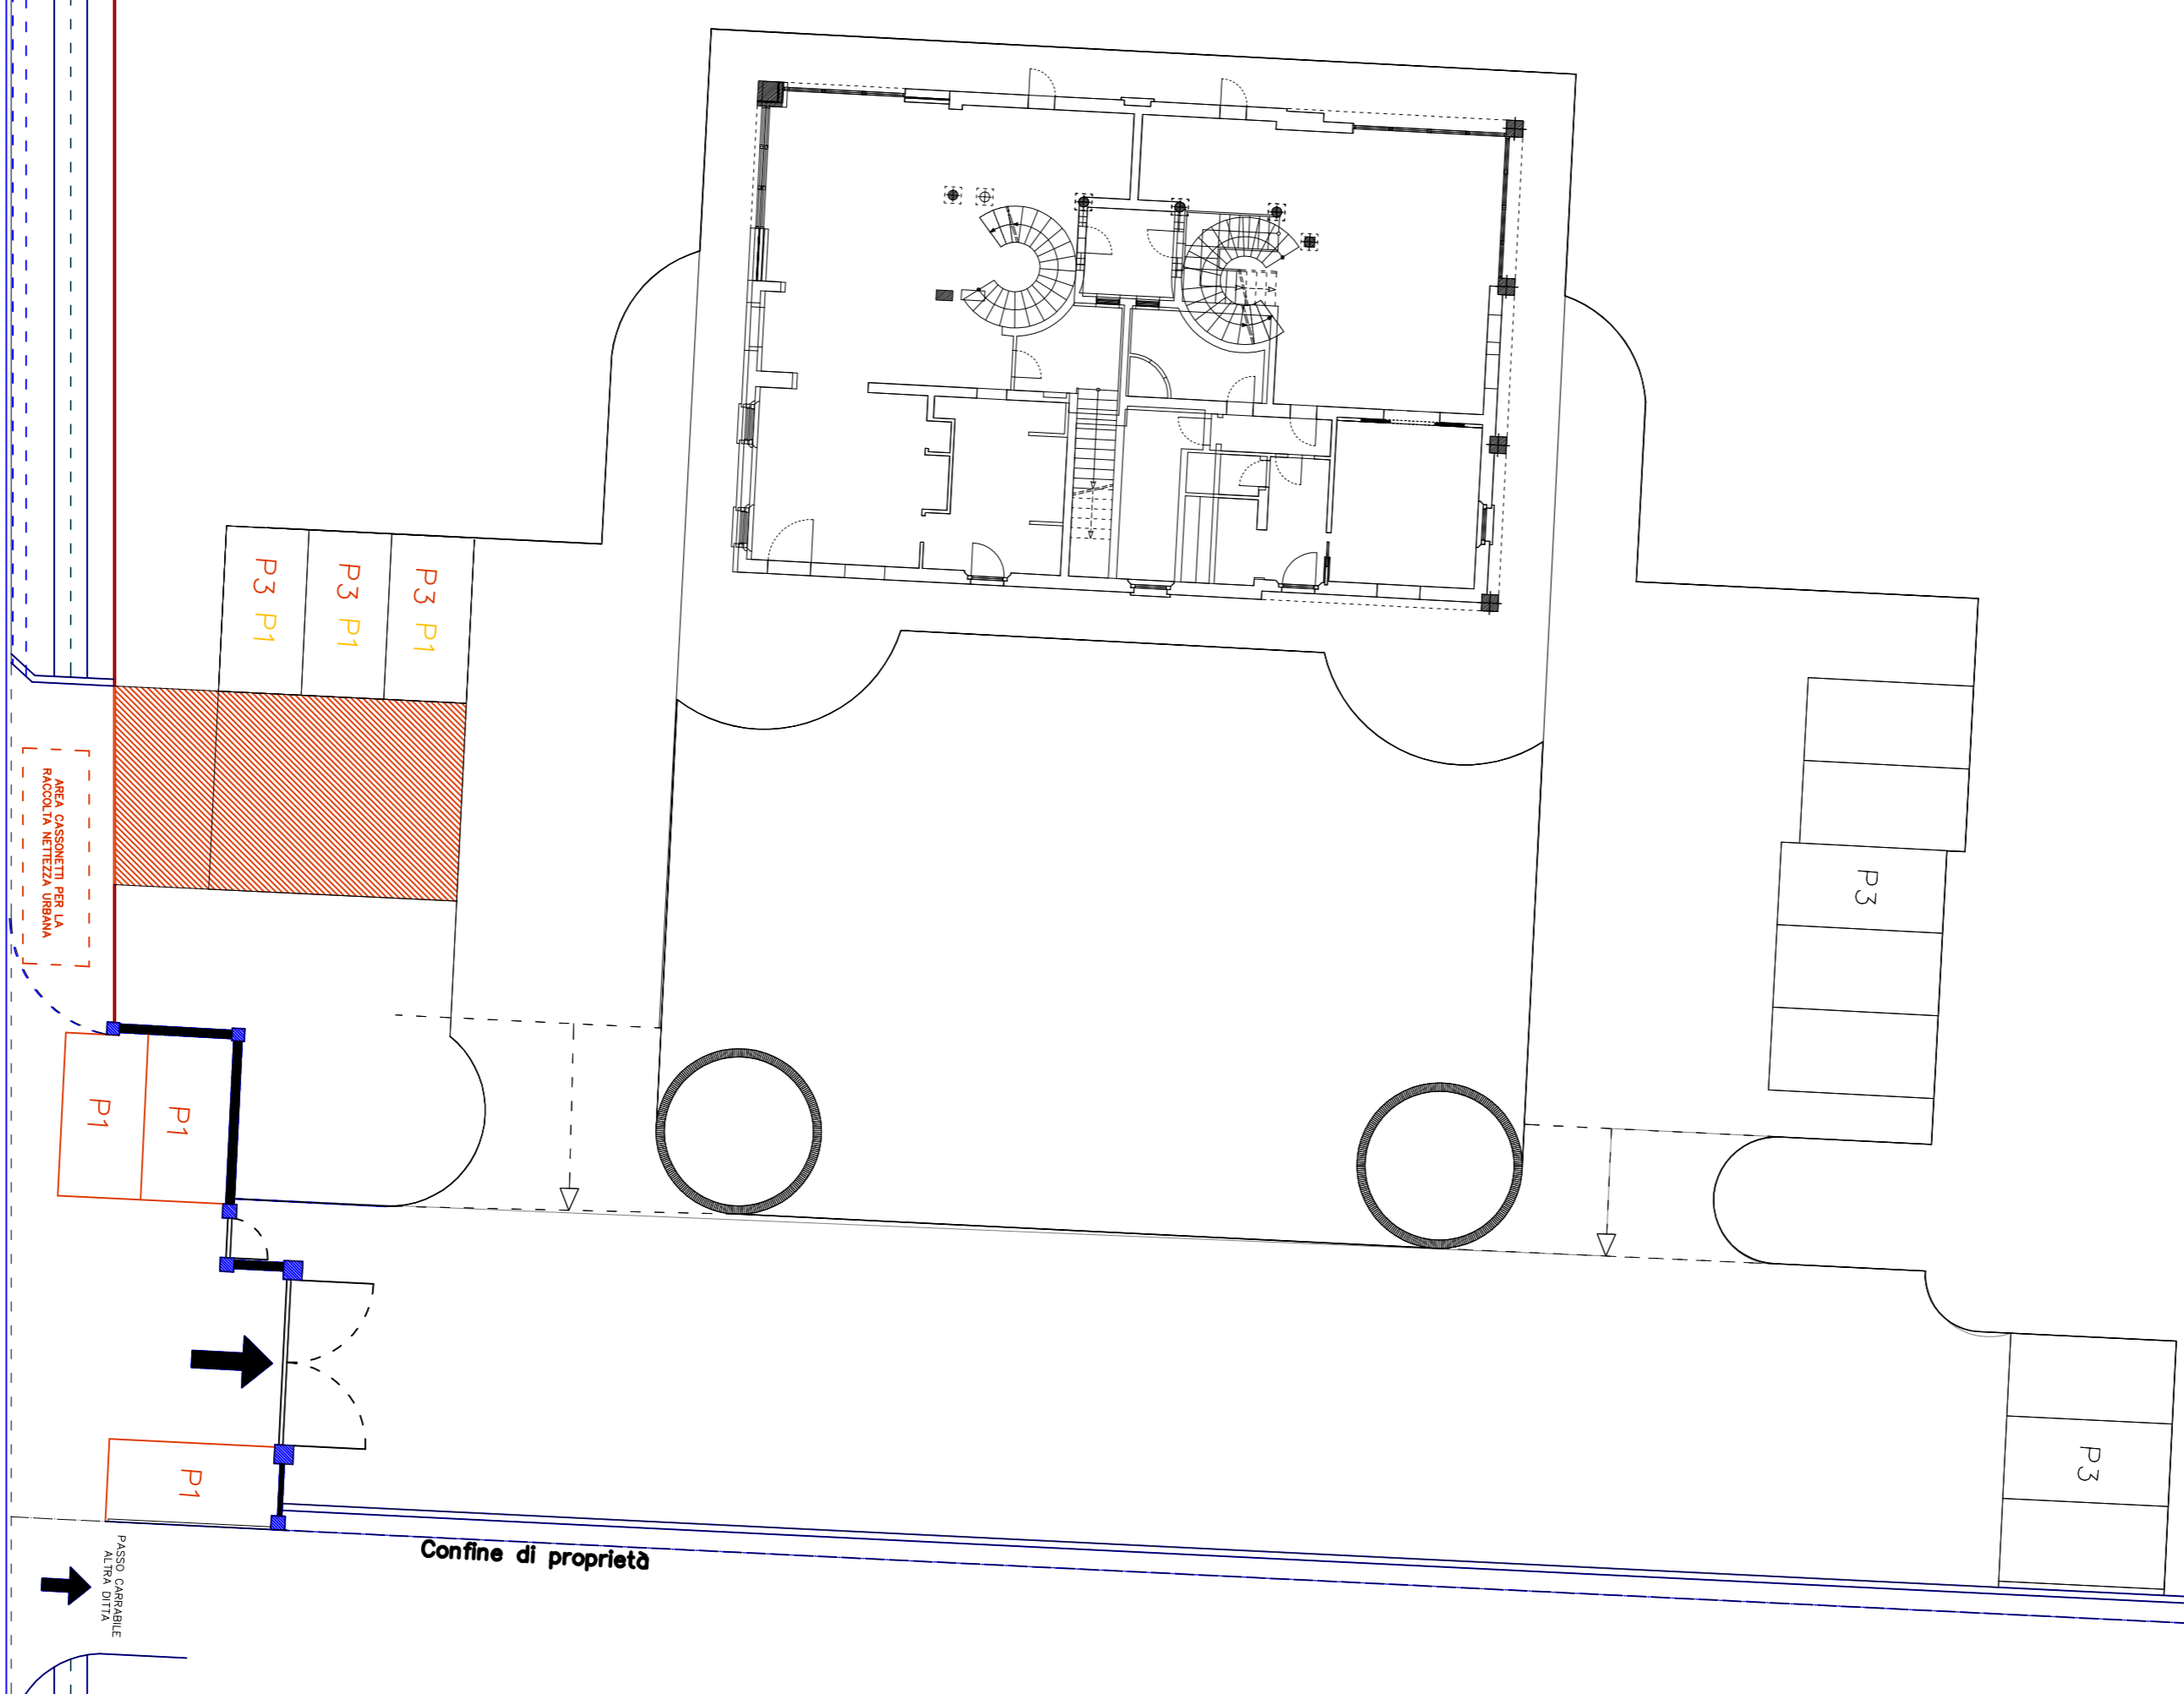 P3 P1
P3 P1
P3 P1
AREA CASSONETTI PER LA
RACCOLTA NETTEZZA URBANA
P3
P1
P1
P3
P1
Confine di proprietà
PASSO CARRABILE
ALTRA DITTA